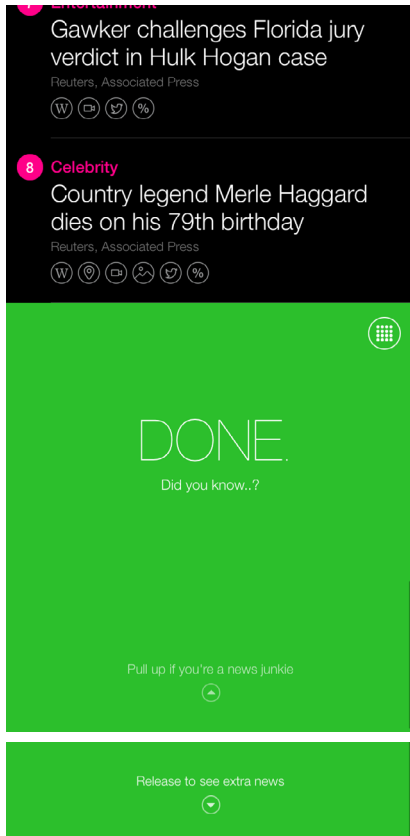 7 Entertainment
Gawker challenges Florida jury
verdict in Hulk Hogan case
Reuters, Associated Press
W %
8 Celebrity
Country legend Merle Haggard
dies on his 79th birthday
Reuters, Associated Press
W %
DONE.
Did you know..?
Pull up if you're a news junkie
Release to see extra news